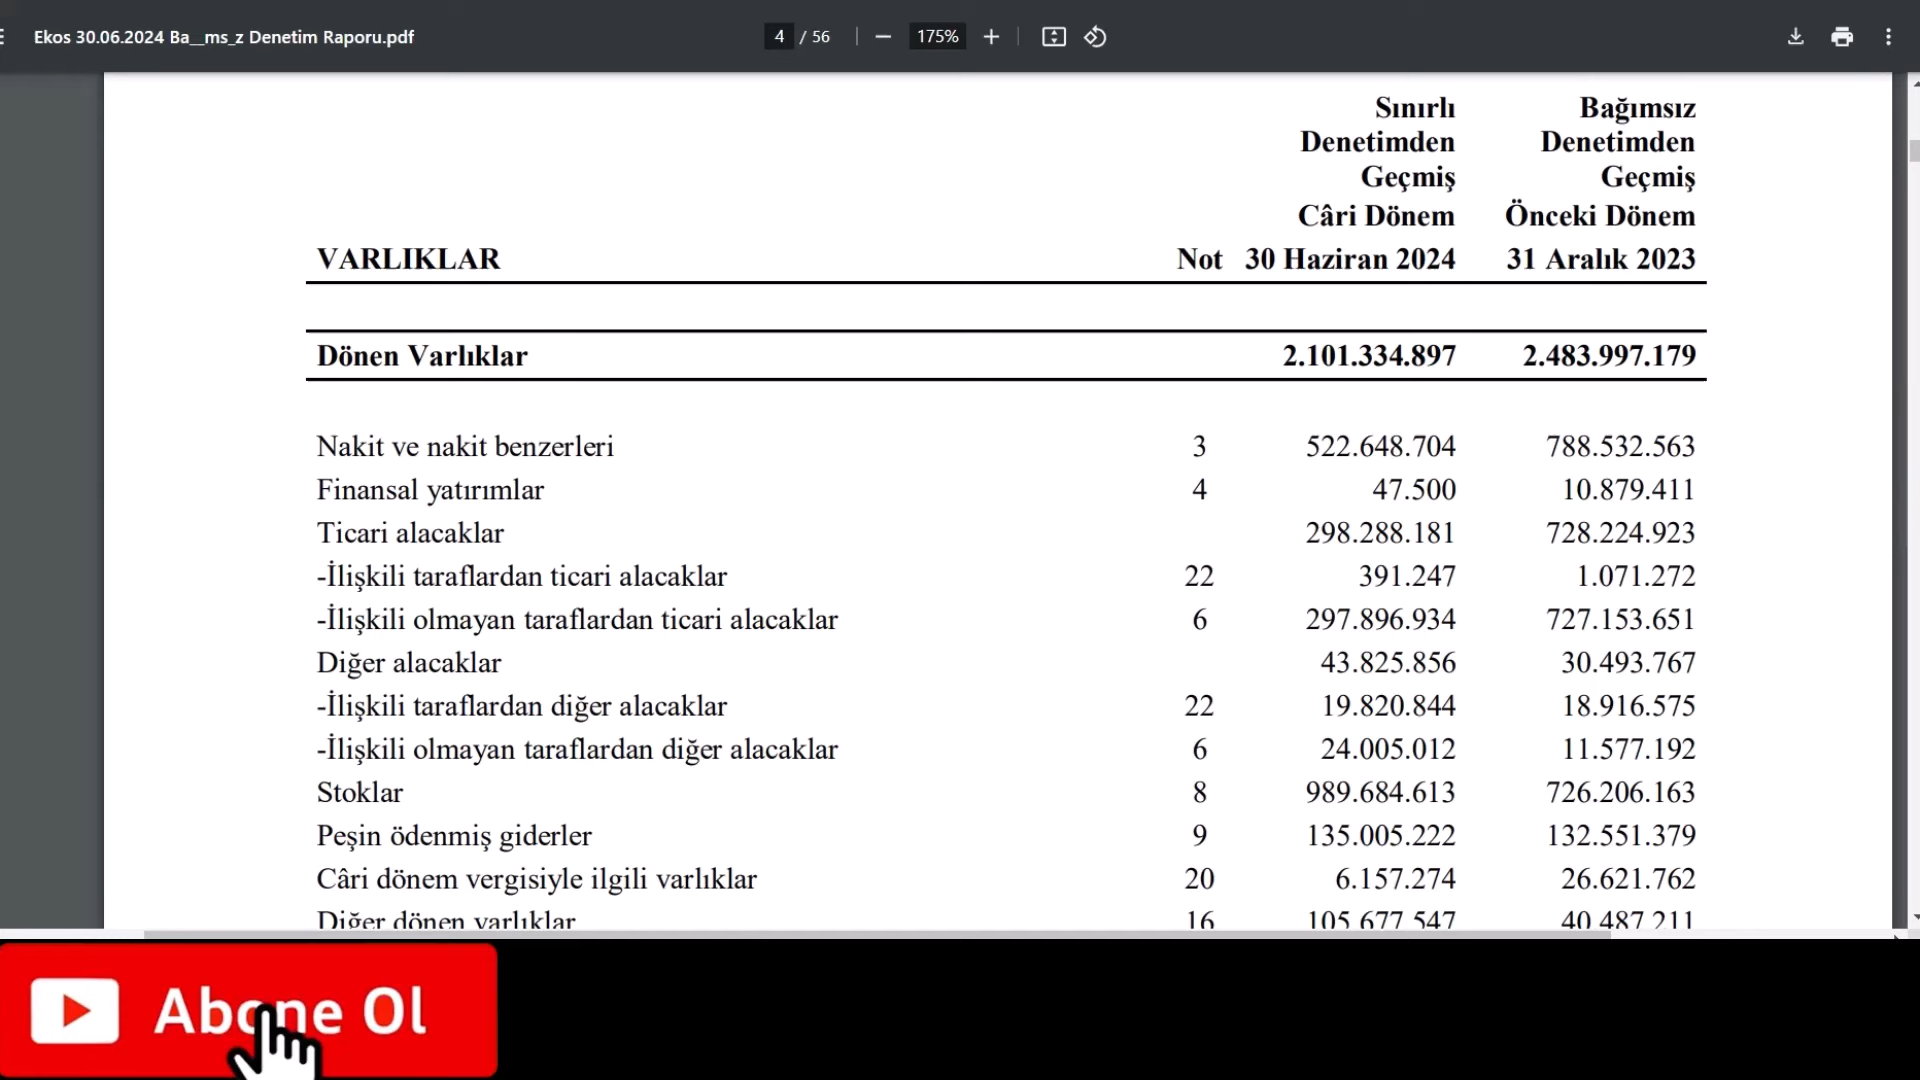 Ekos 30.06.2024 Ba__ms_z Denetim Raporu.pdf 4 / 56 175%
Sınırlı Bağımsız
Denetimden Denetimden
Geçmiş Geçmiş
Câri Dönem Önceki Dönem
VARLIKLAR Not 30 Haziran 2024 31 Aralık 2023
Dönen Varlıklar 2.101.334.897 2.483.997.179
Nakit ve nakit benzerleri 3 522.648.704 788.532.563
Finansal yatırımlar 4 47.500 10.879.411
Ticari alacaklar 298.288.181 728.224.923
-İlişkili taraflardan ticari alacaklar 22 391.247 1.071.272
-İlişkili olmayan taraflardan ticari alacaklar 6 297.896.934 727.153.651
Diğer alacaklar 43.825.856 30.493.767
-İlişkili taraflardan diğer alacaklar 22 19.820.844 18.916.575
-İlişkili olmayan taraflardan diğer alacaklar 6 24.005.012 11.577.192
Stoklar 8 989.684.613 726.206.163
Peşin ödenmiş giderler 9 135.005.222 132.551.379
Câri dönem vergisiyle ilgili varlıklar 20 6.157.274 26.621.762
Diğer dönen varlıklar 16 105.677.547 40.487.211
Abone Ol